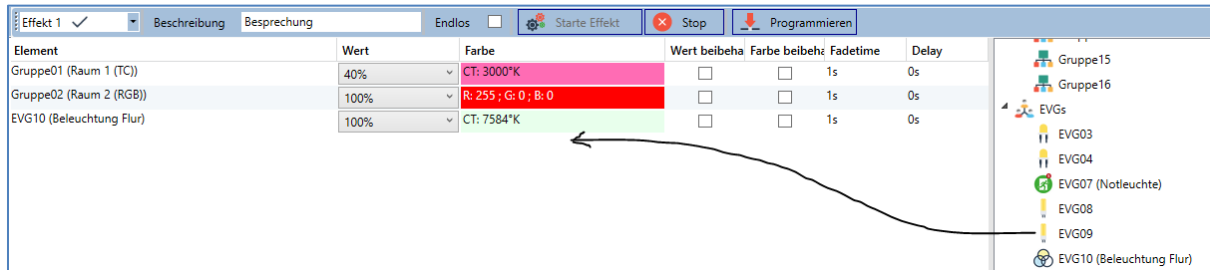 Effekt 1 Beschreibung Besprechung Endlos Starte Effekt Stop Programmieren
Element Wert Farbe Wert beibeha Farbe beibeha Fadetime Delay
Gruppe01 (Raum 1 (TC)) 40% CT: 3000°K 1s 0s
Gruppe02 (Raum 2 (RGB)) 100% R: 255 ; G: 0 ; B: 0 1s 0s
EVG10 (Beleuchtung Flur) 100% CT: 7584°K 1s 0s
Gruppe15
Gruppe16
EVGs
EVG03
EVG04
EVG07 (Notleuchte)
EVG08
EVG09
EVG10 (Beleuchtung Flur)